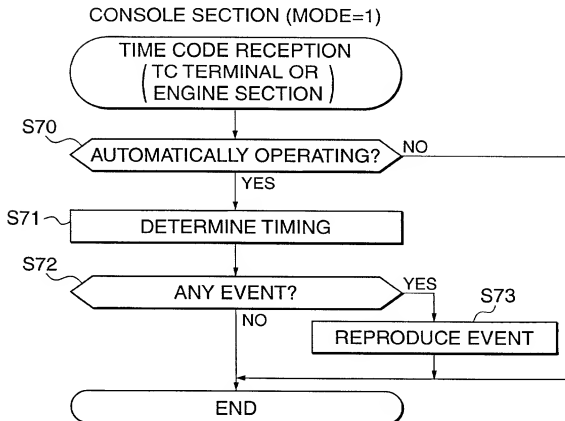 CONSOLE SECTION (MODE=1)
TIME CODE RECEPTION
(TC TERMINAL OR
ENGINE SECTION)
S70
AUTOMATICALLY OPERATING?
NO
YES
S71
DETERMINE TIMING
S72
ANY EVENT?
YES
S73
NO
REPRODUCE EVENT
END